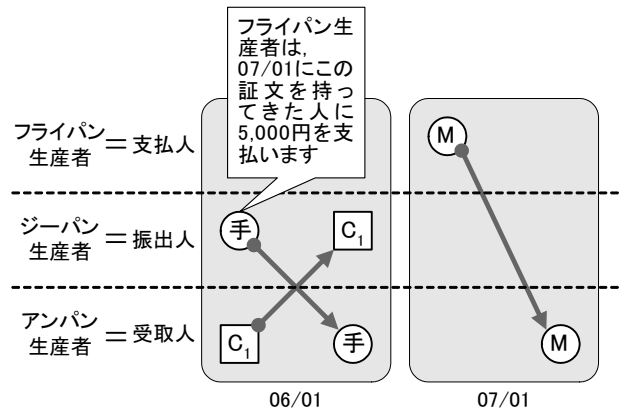 フライパン生
産者は,
07/01にこの
証文を持っ
てきた人に
5,000円を支
払います
フライパン
生産者
＝支払人
M
ジーパン
生産者
＝振出人
手
C₁
アンパン
生産者
＝受取人
C₁
手
M
06/01
07/01